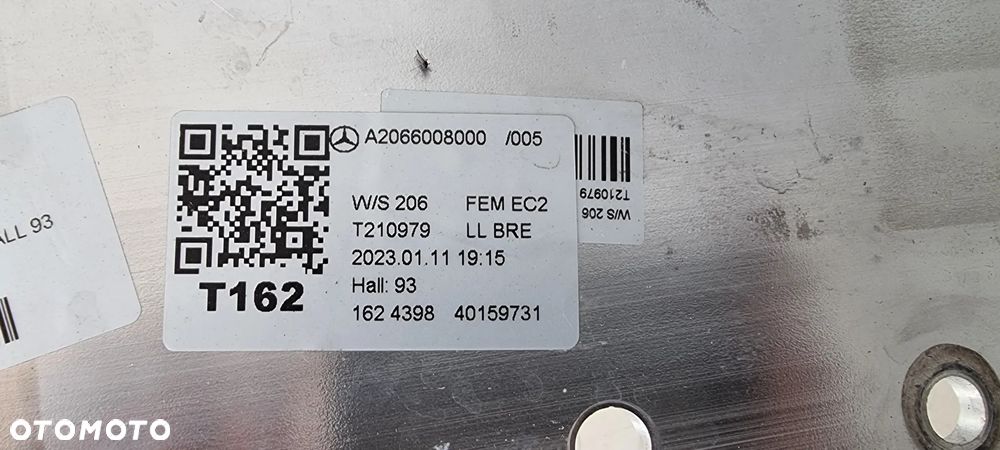 A2066008000 /005
W/S 206 FEM EC2
T210979 LL BRE
2023.01.11 19:15
Hall: 93
T162
162 4398 40159731
W/S 206
T210979
ALL 93
OTOMOTO